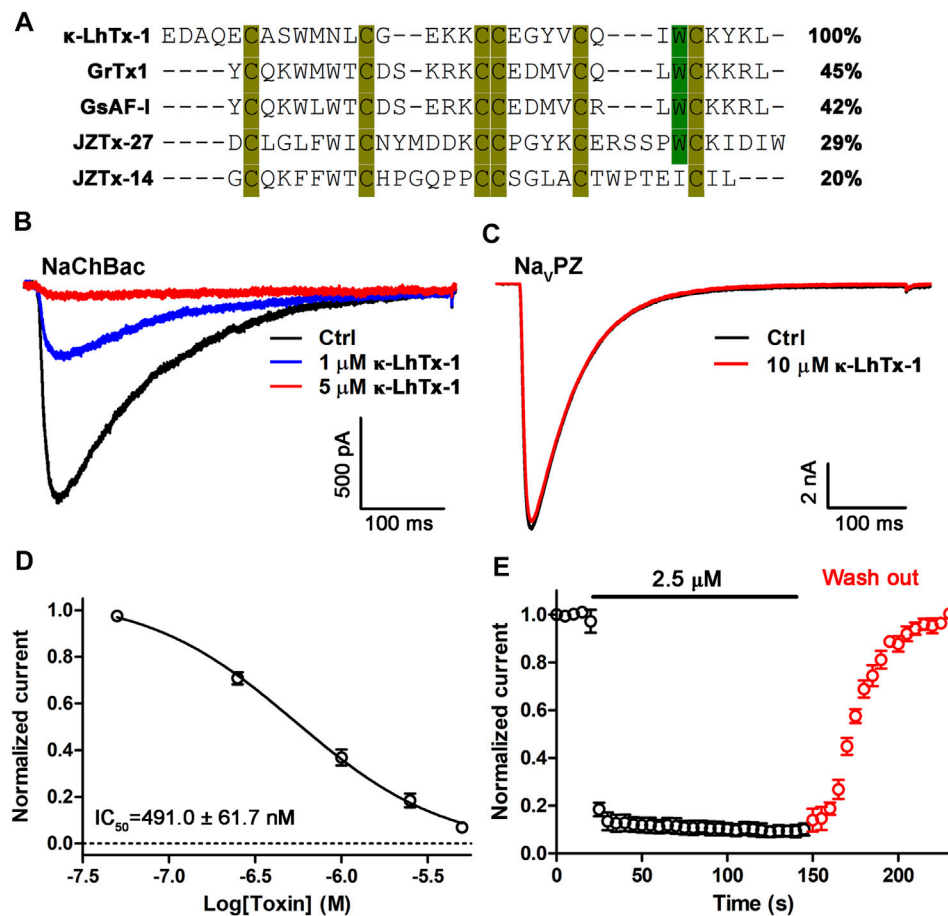 A
κ-LhTx-1 EDAQECASWMNLCG--EKKCCEGYVCQ---IWCKYKL- 100%
GrTx1 ----YCQKWMWTCDS-KRKCCEDMVCQ---LWCKKRL- 45%
GsAF-I ----YCQKWLWTCDS-ERKCCEDMVCR---LWCKKRL- 42%
JZTx-27 ----DCLGLFWICNYMDDKCCPGYKCERSSPWCKIDIW 29%
JZTx-14 ----GCQKFFWTCHPGQPPCCSGLACTWPTEICIL--- 20%
B
NaChBac
Ctrl
1 μM κ-LhTx-1
5 μM κ-LhTx-1
500 pA
100 ms
C
NaVPZ
Ctrl
10 μM κ-LhTx-1
2 nA
100 ms
D
Normalized current
1.0
0.8
0.6
0.4
0.2
0.0
IC50=491.0 ± 61.7 nM
-7.5 -7.0 -6.5 -6.0 -5.5
Log[Toxin] (M)
E
2.5 μM
Wash out
Normalized current
1.0
0.8
0.6
0.4
0.2
0.0
0 50 100 150 200
Time (s)